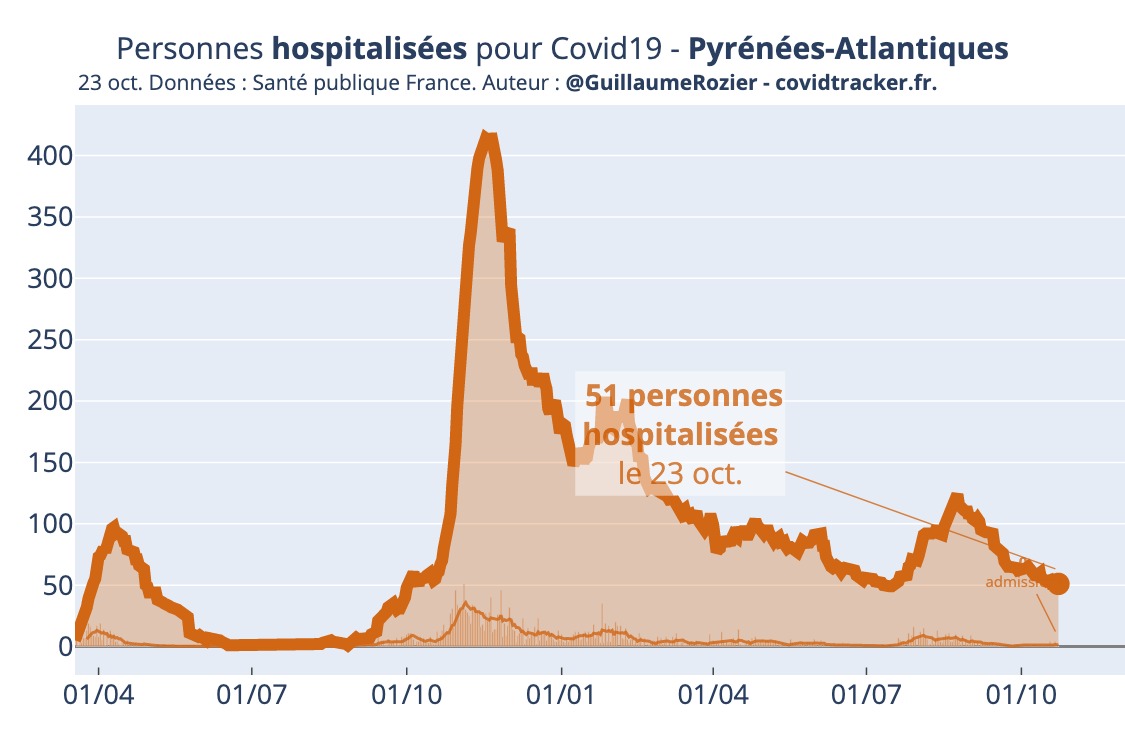 Personnes hospitalisées pour Covid19 - Pyrénées-Atlantiques
23 oct. Données : Santé publique France. Auteur : @GuillaumeRozier - covidtracker.fr.
400
350
300
250
200
150
100
50
0
51 personnes
hospitalisées
le 23 oct.
01/04 01/07 01/10 01/01 01/04 01/07 01/10